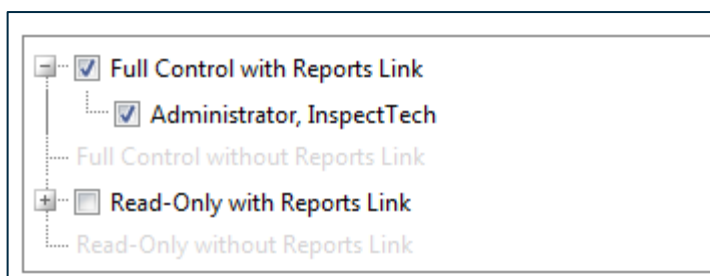 Full Control with Reports Link
Administrator, InspectTech
Full Control without Reports Link
Read-Only with Reports Link
Read-Only without Reports Link